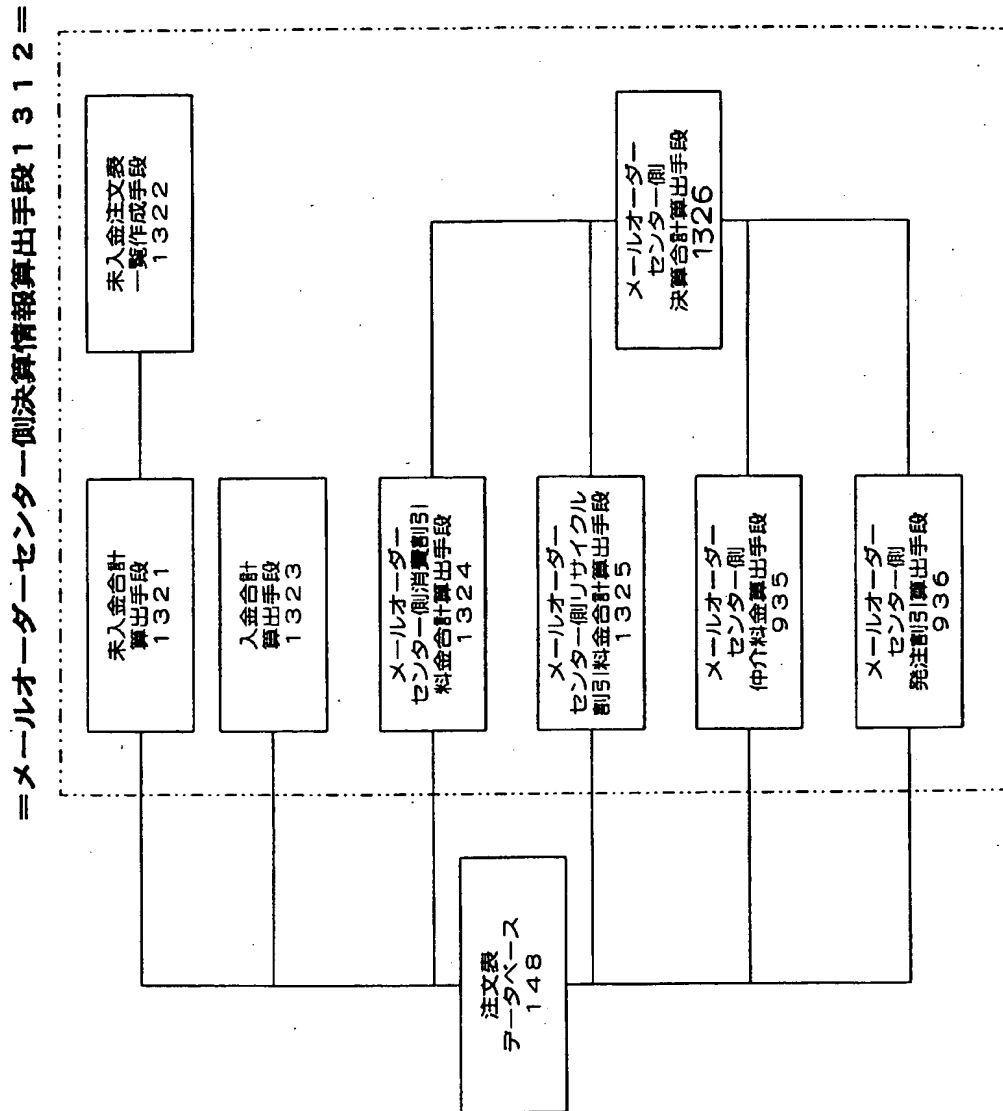 ＝メールオーダーセンター側決算情報算出手段１３１２＝
未入金合計
算出手段
１３２１
未入金注文表
一覧作成手段
１３２２
入金合計
算出手段
１３２３
メールオーダー
センター側消費割引
料金合計算出手段
１３２４
メールオーダー
センター側リサイクル
割引料金合計算出手段
１３２５
メールオーダー
センター側
仲介料金算出手段
９３５
メールオーダー
センター側
発注割引算出手段
９３６
メールオーダー
センター側
決算合計算出手段
1326
注文表
データベース
１４８